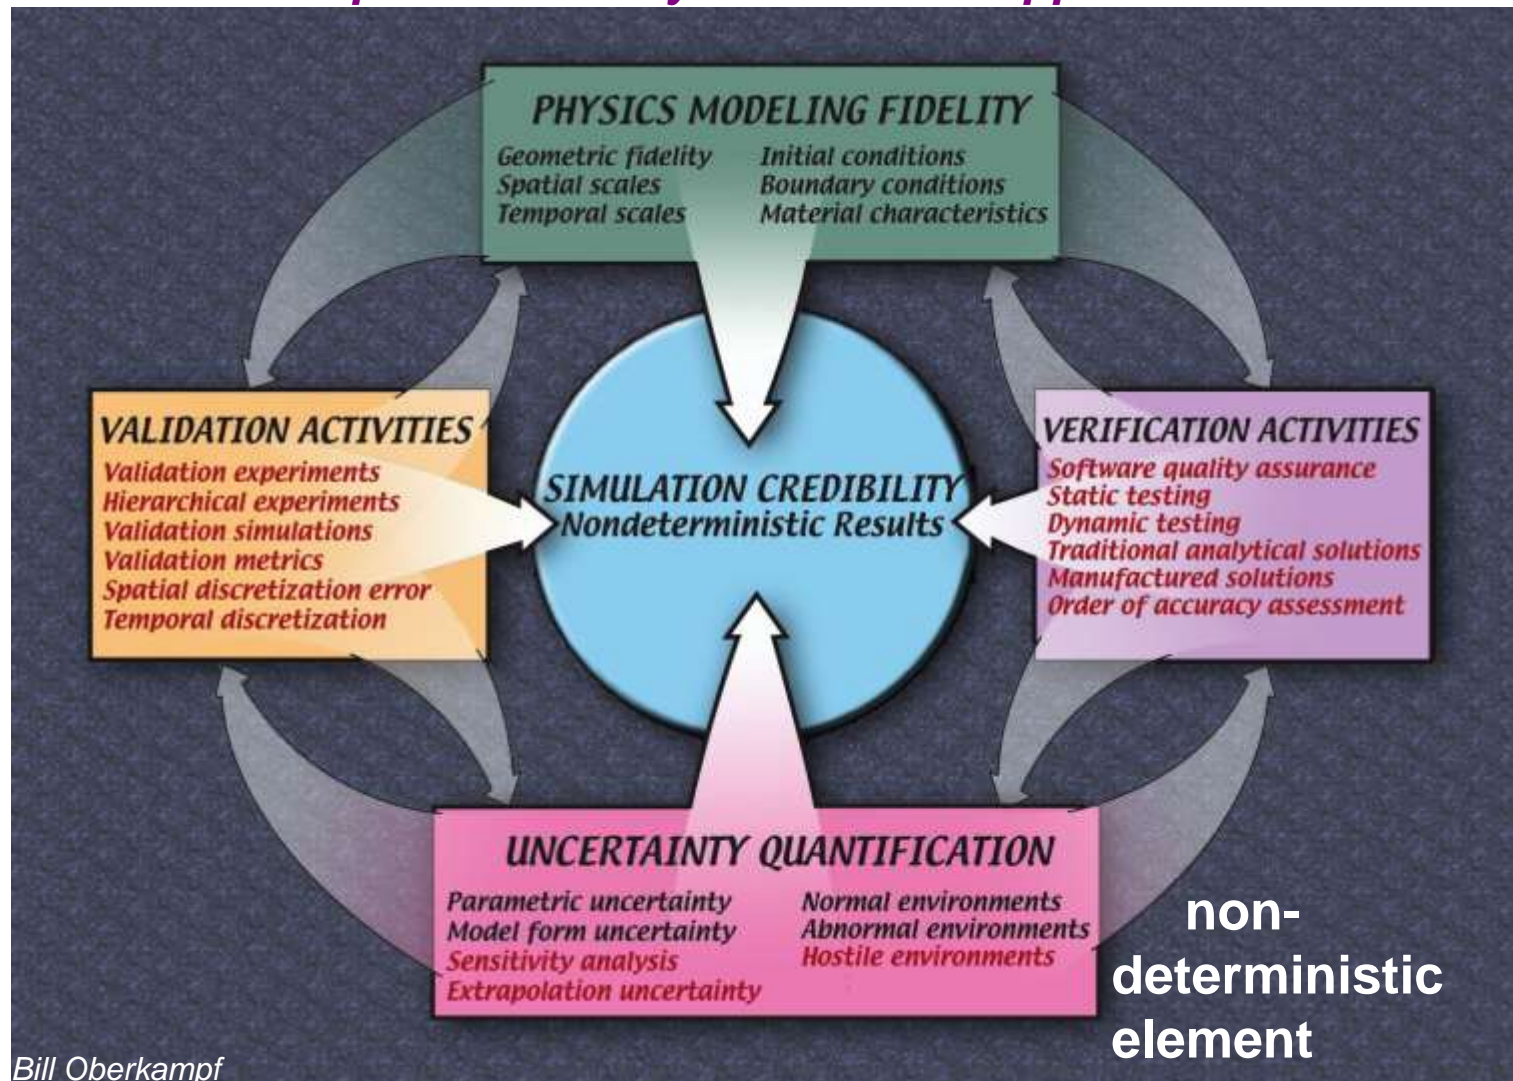 PHYSICS MODELING FIDELITY
Geometric fidelity Initial conditions
Spatial scales Boundary conditions
Temporal scales Material characteristics
VALIDATION ACTIVITIES
Validation experiments
Hierarchical experiments
Validation simulations
Validation metrics
Spatial discretization error
Temporal discretization
SIMULATION CREDIBILITY
Nondeterministic Results
VERIFICATION ACTIVITIES
Software quality assurance
Static testing
Dynamic testing
Traditional analytical solutions
Manufactured solutions
Order of accuracy assessment
UNCERTAINTY QUANTIFICATION
Parametric uncertainty Normal environments
Model form uncertainty Abnormal environments
Sensitivity analysis Hostile environments
Extrapolation uncertainty
non-
deterministic
element
Bill Oberkampf